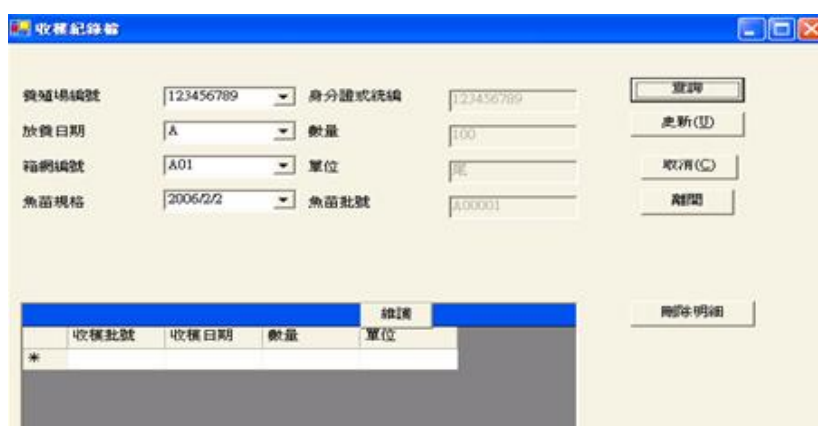 收穫紀錄檔
養殖場編號 123456789 身分證或統編 123456789 查詢
放養日期 A 數量 100 更新(U)
箱網編號 A01 單位 尾 取消(C)
魚苗規格 2006/2/2 魚苗批號 A00001 離開
維護 刪除明細
收穫批號 收穫日期 數量 單位
*